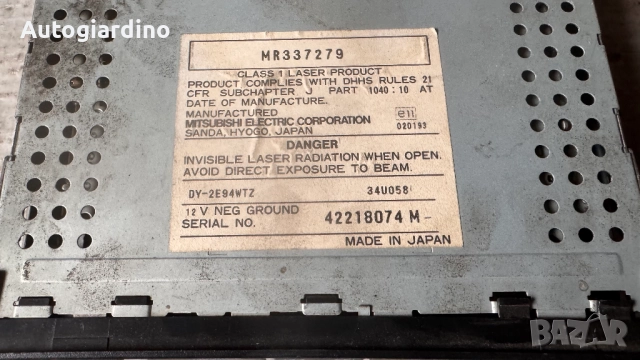 Autogiardino
MR337279
CLASS 1 LASER PRODUCT
PRODUCT COMPLIES WITH DHHS RULES 21
CFR SUBCHAPTER J PART 1040:10 AT
DATE OF MANUFACTURE.
MANUFACTURED
MITSUBISHI ELECTRIC CORPORATION
SANDA, HYOGO, JAPAN
e11
020193
DANGER
INVISIBLE LASER RADIATION WHEN OPEN.
AVOID DIRECT EXPOSURE TO BEAM.
DY-2E94WTZ 34U058
12 V NEG GROUND
SERIAL NO. 42218074 M-
MADE IN JAPAN
BAZAR